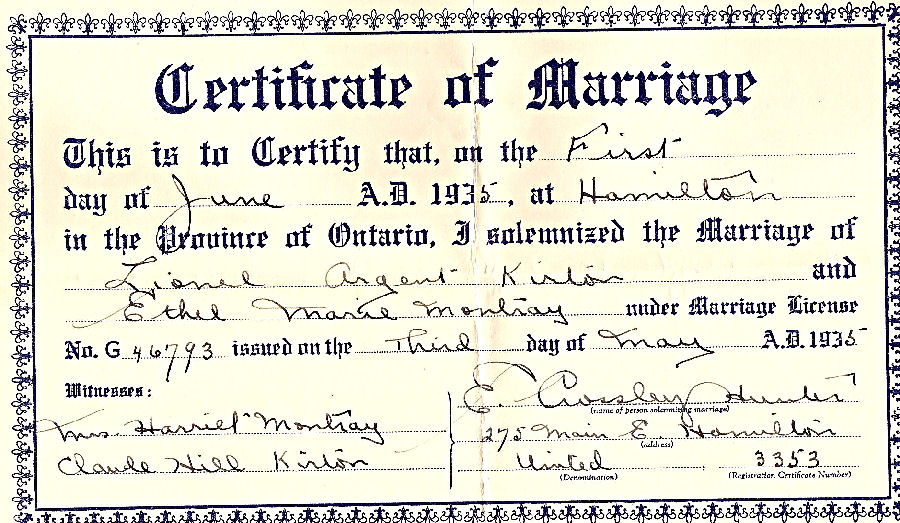 Certificate of Marriage
This is to Certify that, on the First
day of June A.D. 1935, at Hamilton
in the Province of Ontario, I solemnized the Marriage of
Lionel Argent Kirton and
Ethel Marie Montray under Marriage License
No. G 46793 issued on the Third day of May A.D. 1935
Witnesses:
E. Crossley Hunter
(name of person solemnizing marriage)
Mrs. Harriet Montray
275 Main E. Hamilton
(address)
Claude Hill Kirton
United 3353
(Denomination) (Registration Certificate Number)